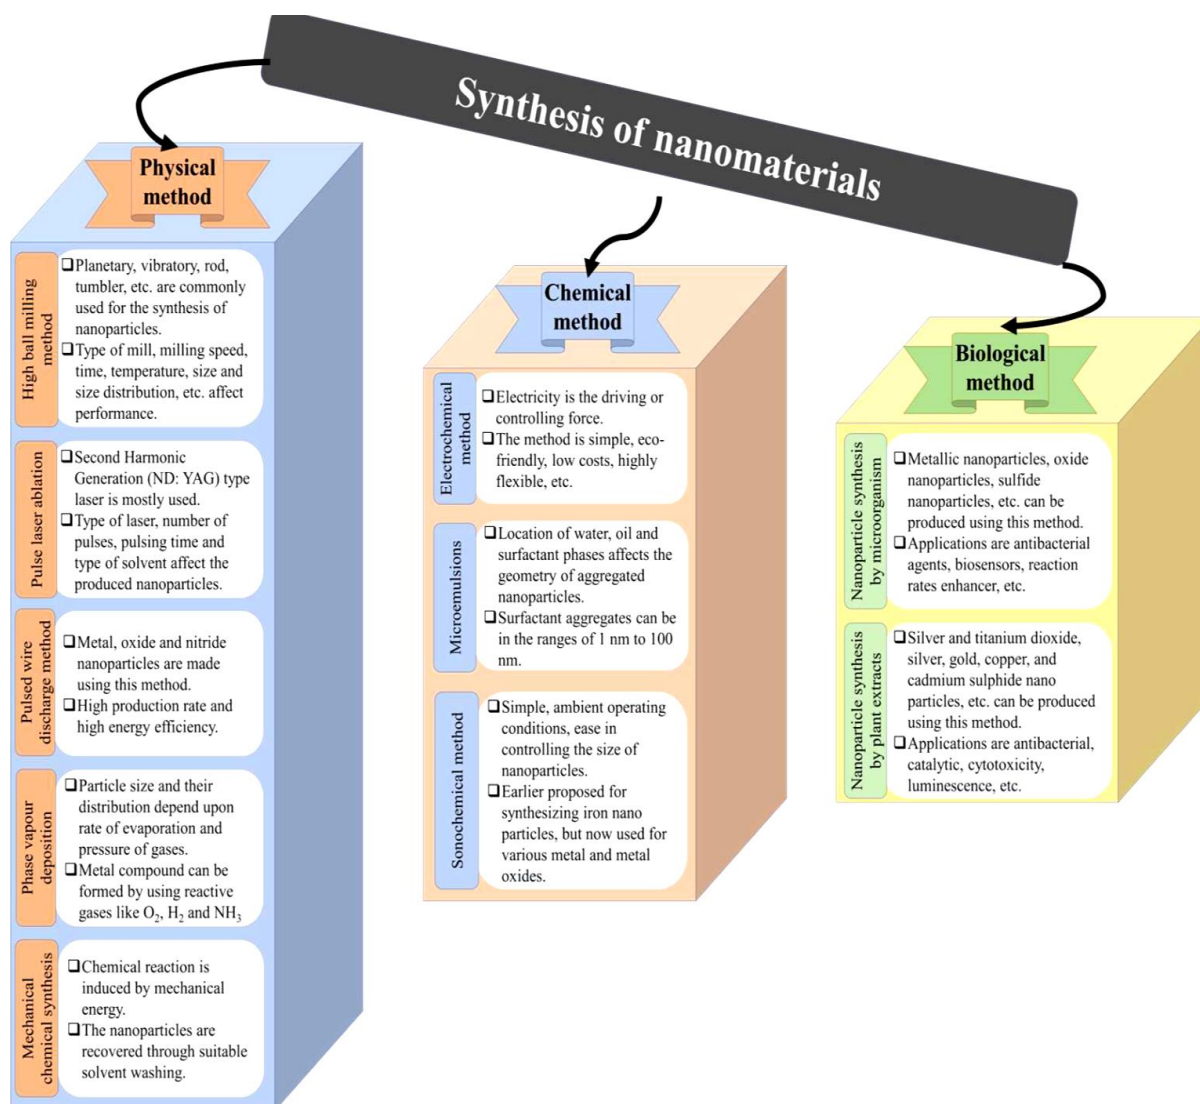 Synthesis of nanomaterials
Physical
method
High ball milling
method
❑Planetary, vibratory, rod,
tumbler, etc. are commonly
used for the synthesis of
nanoparticles.
❑Type of mill, milling speed,
time, temperature, size and
size distribution, etc. affect
performance.
Pulse laser ablation
❑Second Harmonic
Generation (ND: YAG) type
laser is mostly used.
❑Type of laser, number of
pulses, pulsing time and
type of solvent affect the
produced nanoparticles.
Pulsed wire
discharge method
❑Metal, oxide and nitride
nanoparticles are made
using this method.
❑High production rate and
high energy efficiency.
Phase vapour
deposition
❑Particle size and their
distribution depend upon
rate of evaporation and
pressure of gases.
❑Metal compound can be
formed by using reactive
gases like O₂, H₂ and NH₃
Mechanical
chemical synthesis
❑Chemical reaction is
induced by mechanical
energy.
❑The nanoparticles are
recovered through suitable
solvent washing.
Chemical
method
Electrochemical
method
❑Electricity is the driving or
controlling force.
❑The method is simple, eco-
friendly, low costs, highly
flexible, etc.
Microemulsions
❑Location of water, oil and
surfactant phases affects the
geometry of aggregated
nanoparticles.
❑Surfactant aggregates can be
in the ranges of 1 nm to 100
nm.
Sonochemical method
❑Simple, ambient operating
conditions, ease in
controlling the size of
nanoparticles.
❑Earlier proposed for
synthesizing iron nano
particles, but now used for
various metal and metal
oxides.
Biological
method
Nanoparticle synthesis
by microorganism
❑Metallic nanoparticles, oxide
nanoparticles, sulfide
nanoparticles, etc. can be
produced using this method.
❑Applications are antibacterial
agents, biosensors, reaction
rates enhancer, etc.
Nanoparticle synthesis
by plant extracts
❑Silver and titanium dioxide,
silver, gold, copper, and
cadmium sulphide nano
particles, etc. can be produced
using this method.
❑Applications are antibacterial,
catalytic, cytotoxicity,
luminescence, etc.